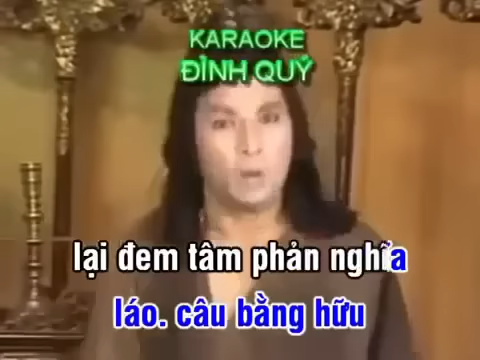 KARAOKE
ĐÌNH QUÝ
lại đem tâm phản nghĩa
láo. câu bằng hữu